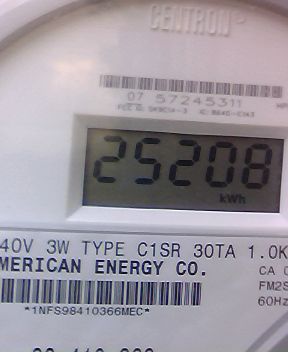 CENTRON
07 57245311
25208
kWh
40V 3W TYPE C1SR 30TA 1.0K
MERICAN ENERGY CO.
CA
FM2S
60Hz
*1NFS98410366MEC*